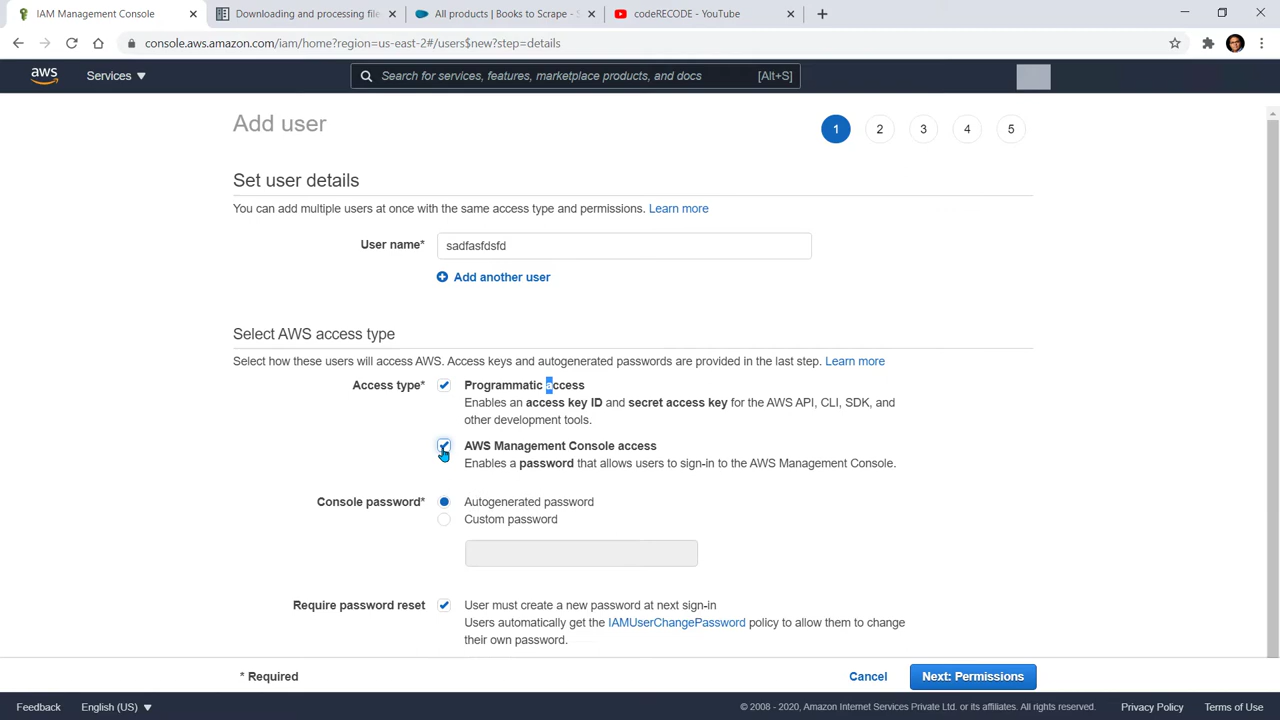 IAM Management Console
Downloading and processing file
All products | Books to Scrape - S
codeRECODE - YouTube
console.aws.amazon.com/iam/home?region=us-east-2#/users$new?step=details
aws
Services
Search for services, features, marketplace products, and docs
[Alt+S]
Add user
1
2
3
4
5
Set user details
You can add multiple users at once with the same access type and permissions. Learn more
User name*
sadfasfdsfd
Add another user
Select AWS access type
Select how these users will access AWS. Access keys and autogenerated passwords are provided in the last step. Learn more
Access type*
Programmatic access
Enables an access key ID and secret access key for the AWS API, CLI, SDK, and
other development tools.
AWS Management Console access
Enables a password that allows users to sign-in to the AWS Management Console.
Console password*
Autogenerated password
Custom password
Require password reset
User must create a new password at next sign-in
Users automatically get the IAMUserChangePassword policy to allow them to change
their own password.
* Required
Cancel
Next: Permissions
Feedback
English (US)
© 2008 - 2020, Amazon Internet Services Private Ltd. or its affiliates. All rights reserved.
Privacy Policy
Terms of Use